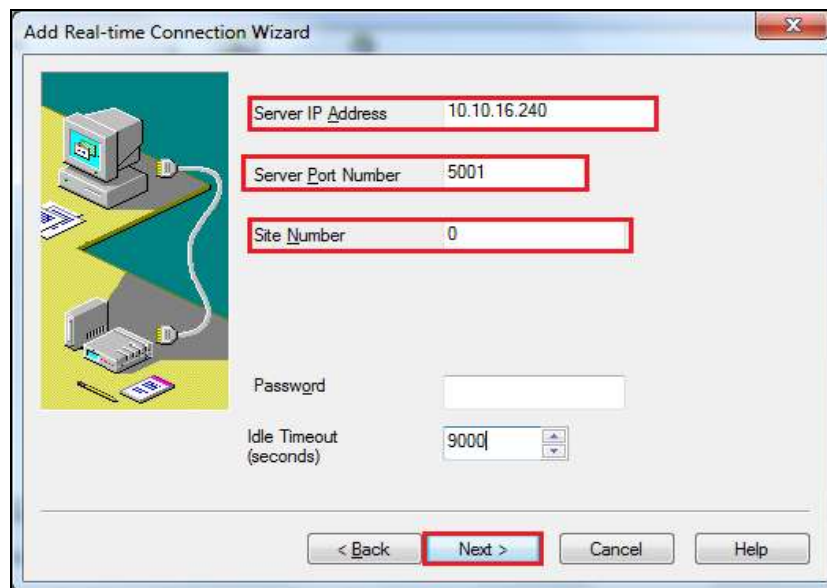 Add Real-time Connection Wizard
Server IP Address 10.10.16.240
Server Port Number 5001
Site Number 0
Password
Idle Timeout 9000
(seconds)
< Back Next > Cancel Help